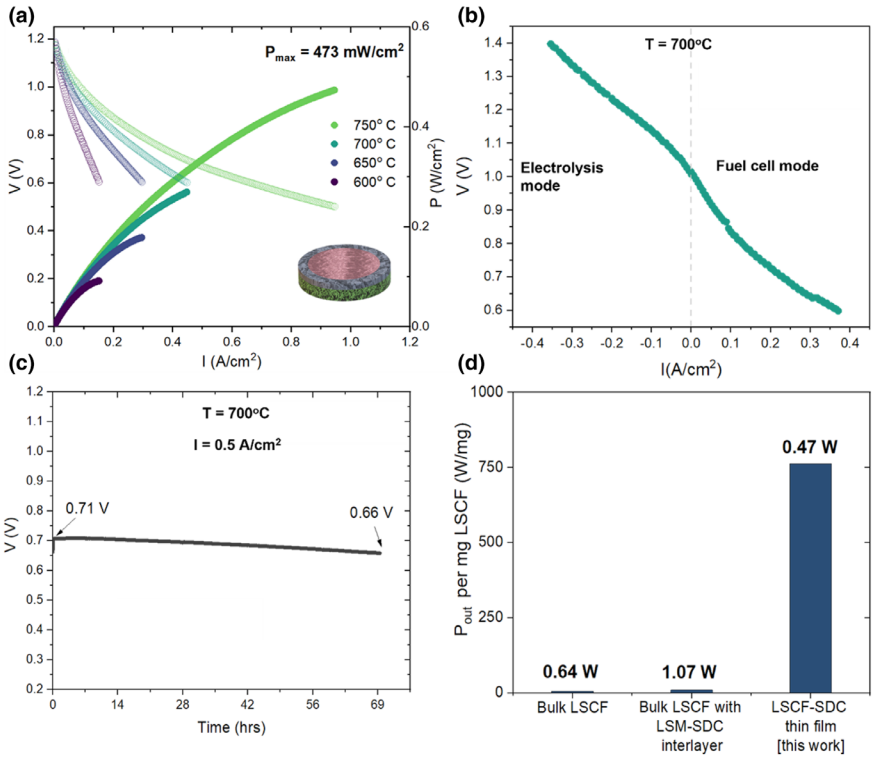 (a)
P_max = 473 mW/cm²
750° C
700° C
650° C
600° C
1.2
1.0
0.8
0.6
0.4
0.2
0.0
V (V)
0.6
0.4
0.2
0.0
P (W/cm²)
0.0 0.2 0.4 0.6 0.8 1.0 1.2
I (A/cm²)
(b)
T = 700°C
Electrolysis
mode
Fuel cell mode
1.4
1.3
1.2
1.1
1.0
0.9
0.8
0.7
0.6
V (V)
-0.4 -0.3 -0.2 -0.1 0.0 0.1 0.2 0.3 0.4
I(A/cm²)
(c)
T = 700°C
I = 0.5 A/cm²
0.71 V
0.66 V
1.2
1.1
1.0
0.9
0.8
0.7
0.6
0.5
0.4
0.3
0.2
V (V)
0 14 28 42 56 69
Time (hrs)
(d)
1000
750
500
250
0
P_out per mg LSCF (W/mg)
0.64 W
1.07 W
0.47 W
Bulk LSCF
Bulk LSCF with
LSM-SDC
interlayer
LSCF-SDC
thin film
[this work]